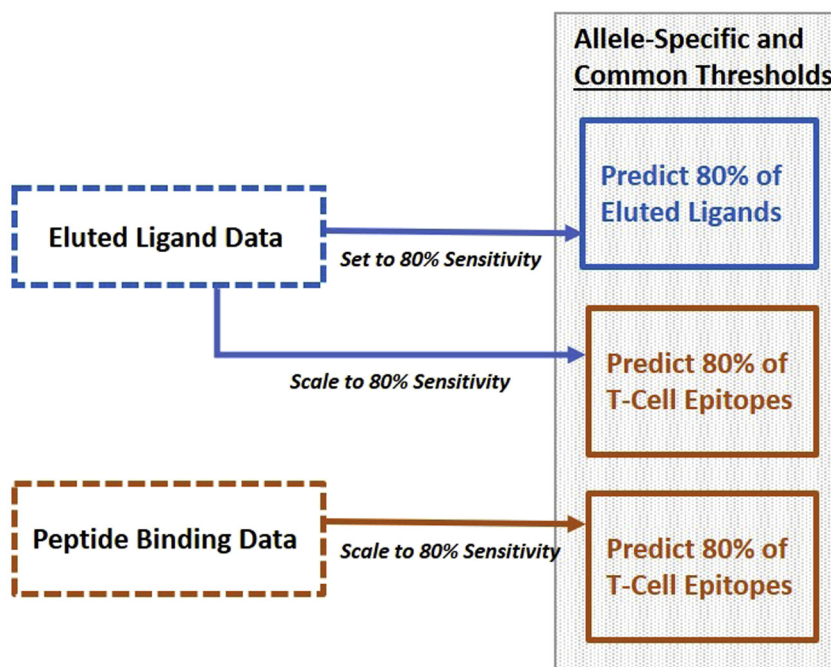 Allele-Specific and
Common Thresholds
Predict 80% of
Eluted Ligands
Eluted Ligand Data
Set to 80% Sensitivity
Predict 80% of
T-Cell Epitopes
Scale to 80% Sensitivity
Peptide Binding Data
Scale to 80% Sensitivity
Predict 80% of
T-Cell Epitopes